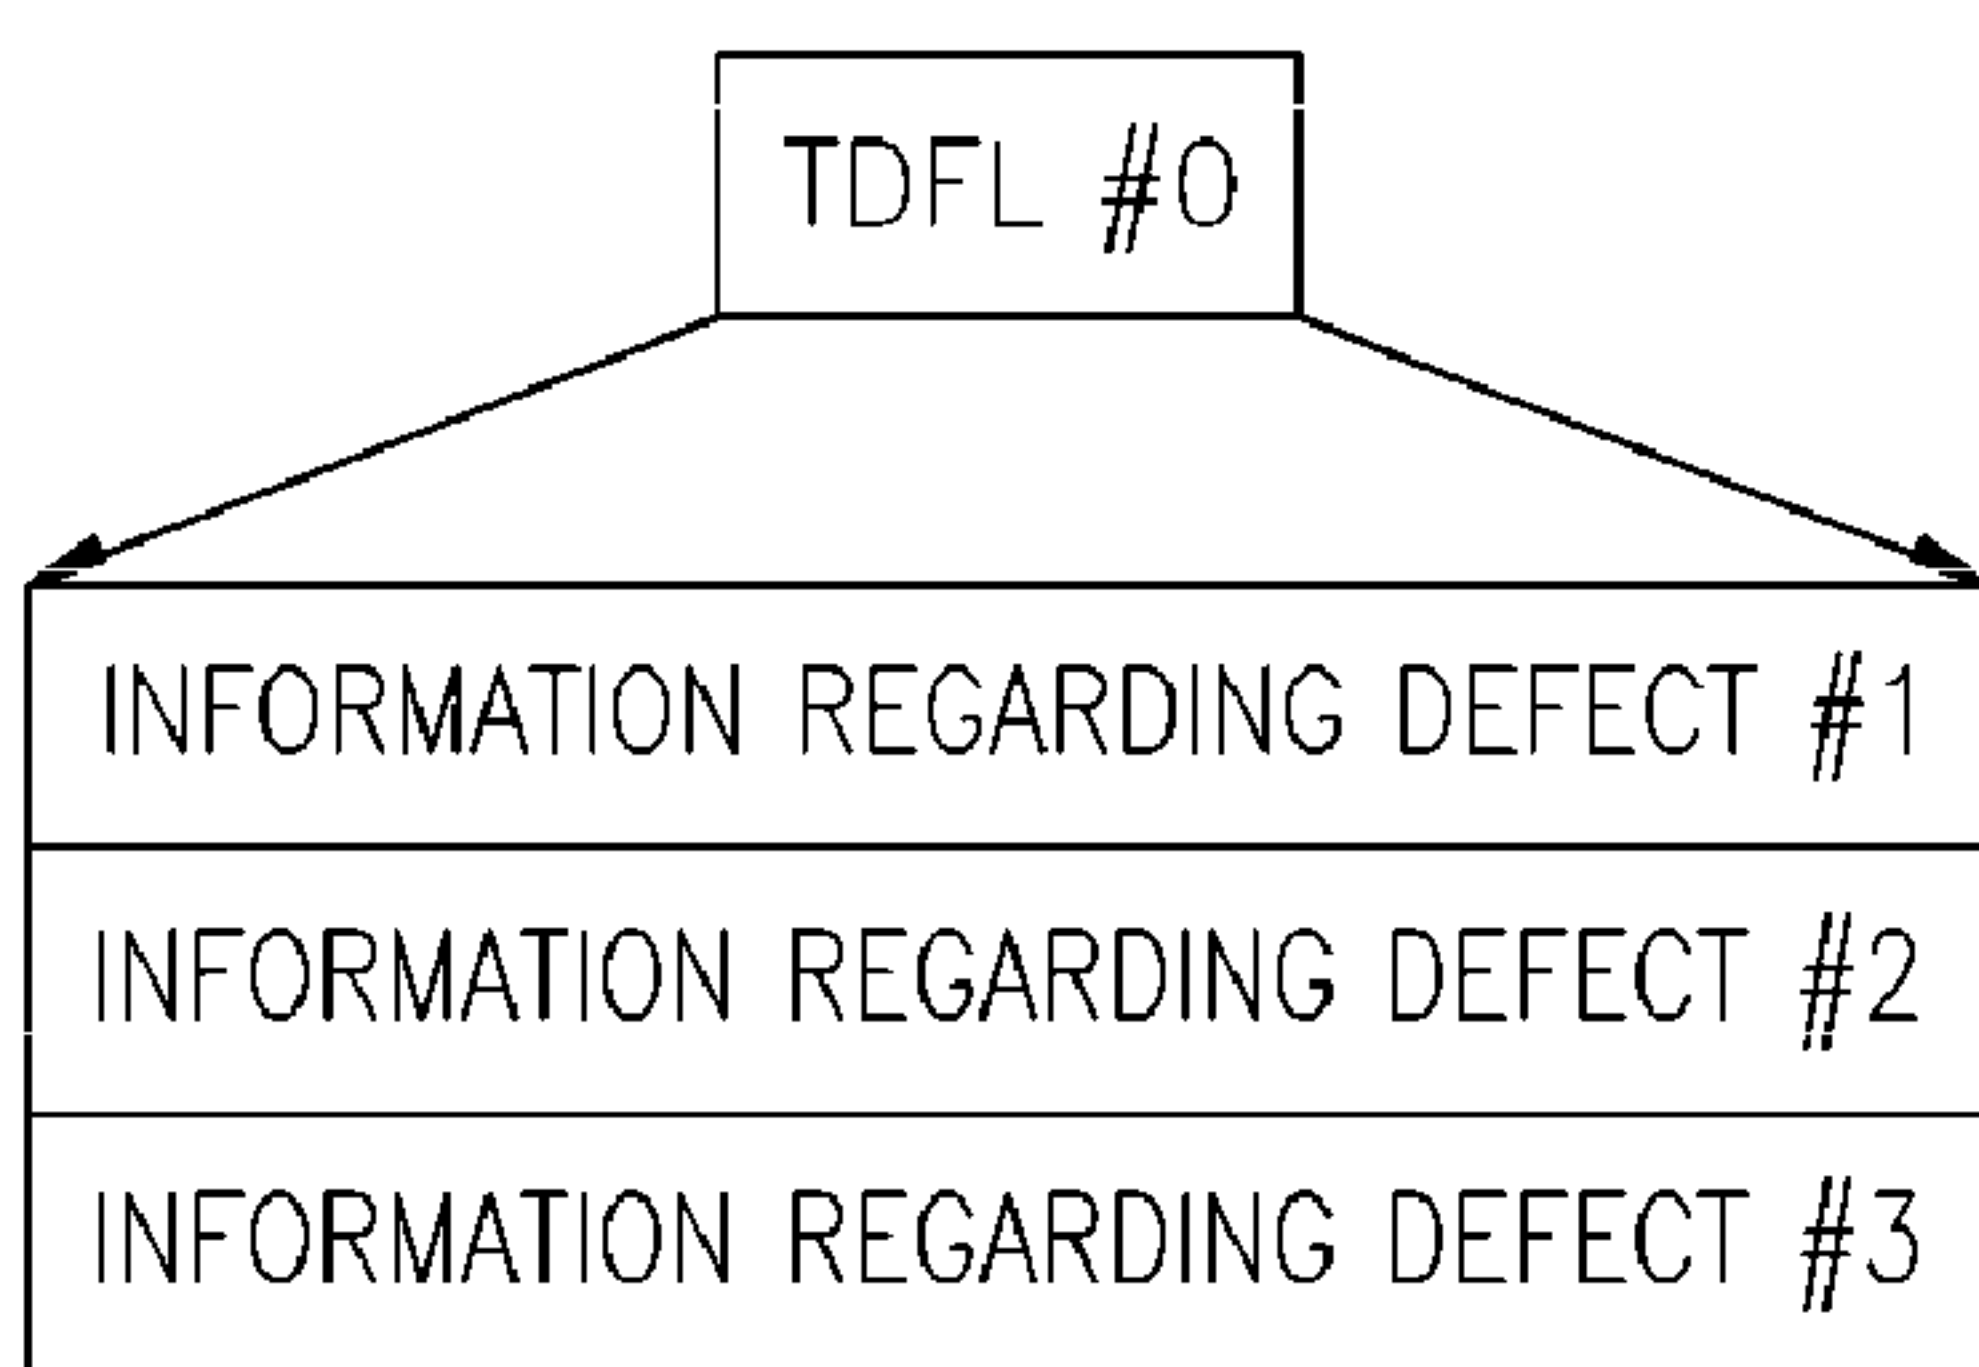 TDFL #0
INFORMATION REGARDING DEFECT #1
INFORMATION REGARDING DEFECT #2
INFORMATION REGARDING DEFECT #3